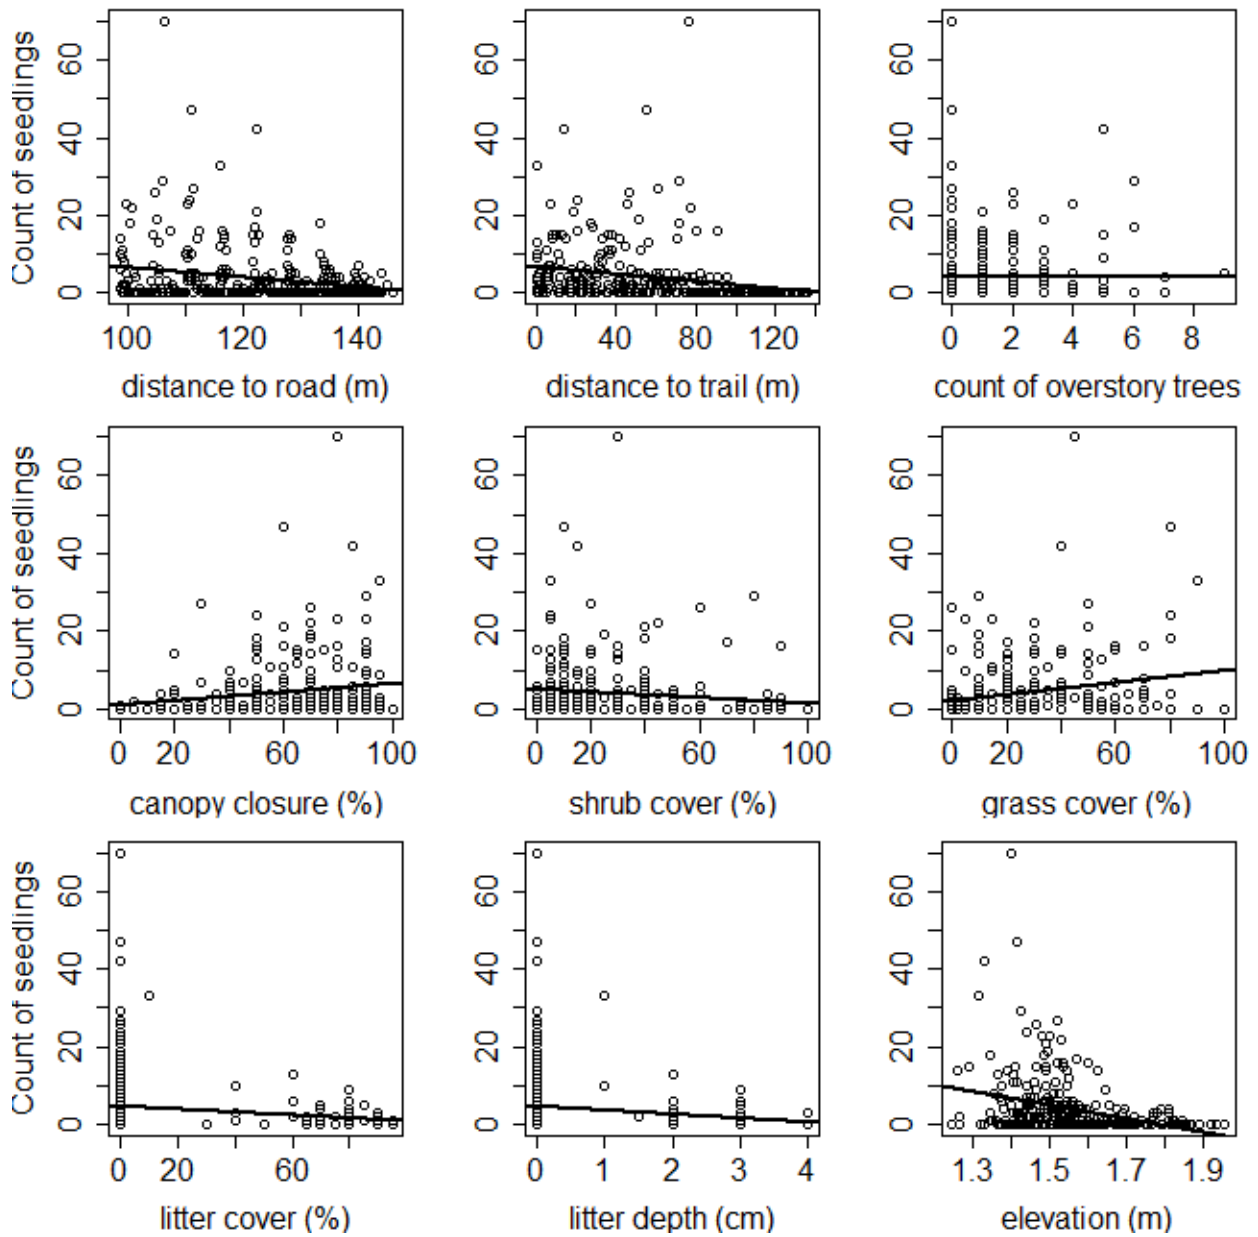 Count of seedlings
0 20 40 60
100 120 140
distance to road (m)
0 20 40 60
0 40 80 120
distance to trail (m)
0 20 40 60
0 2 4 6 8
count of overstory trees
Count of seedlings
0 20 40 60
0 20 60 100
canopy closure (%)
0 20 40 60
0 20 60 100
shrub cover (%)
0 20 40 60
0 20 60 100
grass cover (%)
Count of seedlings
0 20 40 60
0 20 60
litter cover (%)
0 20 40 60
0 1 2 3 4
litter depth (cm)
0 20 40 60
1.3 1.5 1.7 1.9
elevation (m)